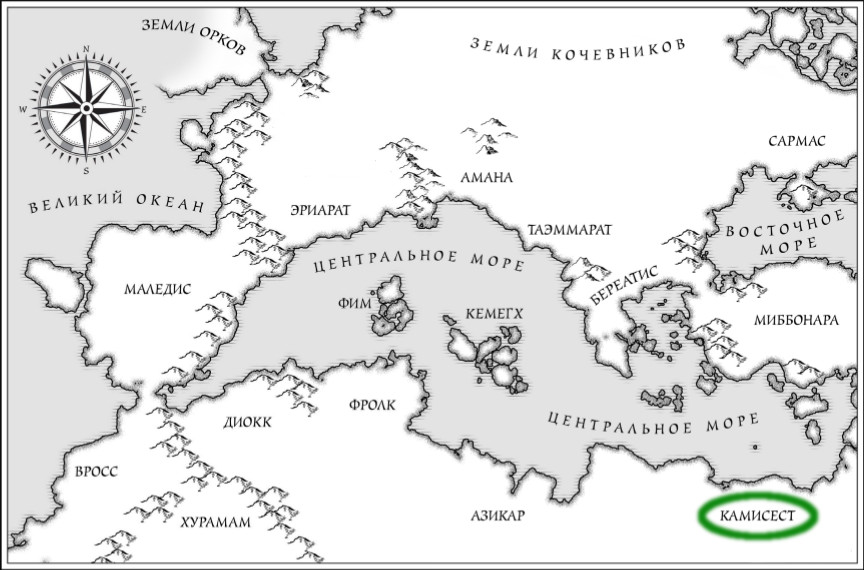 ЗЕМЛИ ОРКОВ
ЗЕМЛИ КОЧЕВНИКОВ
N
W
E
S
САРМАС
АМАНА
ВЕЛИКИЙ ОКЕАН
ЭРИАРАТ
ТАЭММАРАТ
ВОСТОЧНОЕ
МОРЕ
ЦЕНТРАЛЬНОЕ МОРЕ
БЕРЕАТИС
МАЛЕДИС
ФИМ
КЕМЕГХ
МИББОНАРА
ДИОКК
ФРОЛК
ЦЕНТРАЛЬНОЕ МОРЕ
ВРОСС
ХУРАМАМ
АЗИКАР
КАМИСЕСТ